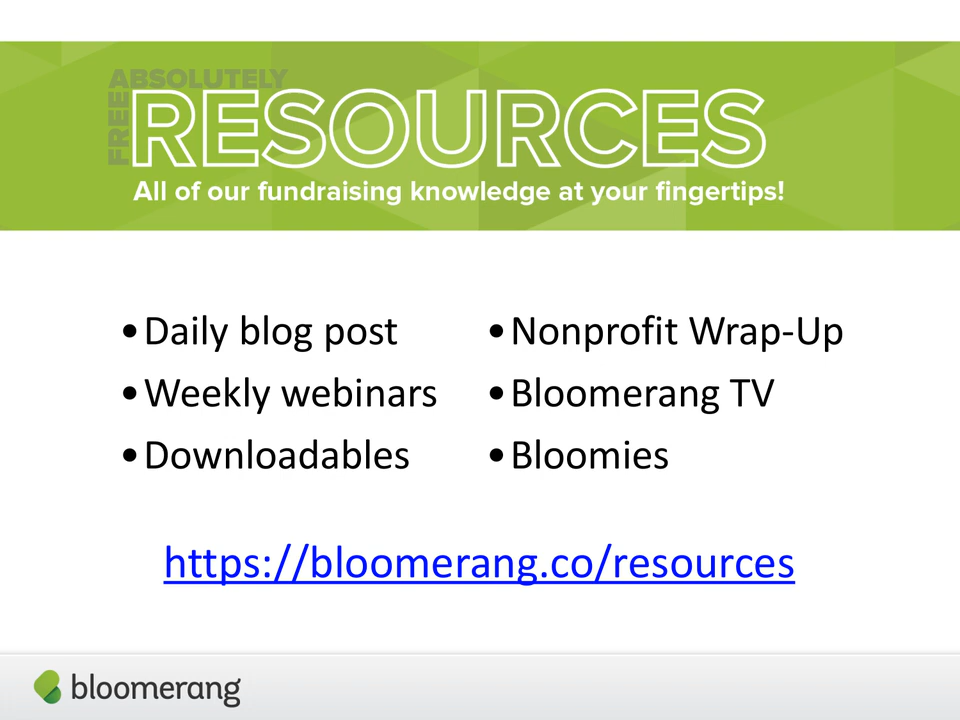 ABSOLUTELY
FREE
RESOURCES
All of our fundraising knowledge at your fingertips!
•Daily blog post
•Weekly webinars
•Downloadables
•Nonprofit Wrap-Up
•Bloomerang TV
•Bloomies
https://bloomerang.co/resources
bloomerang